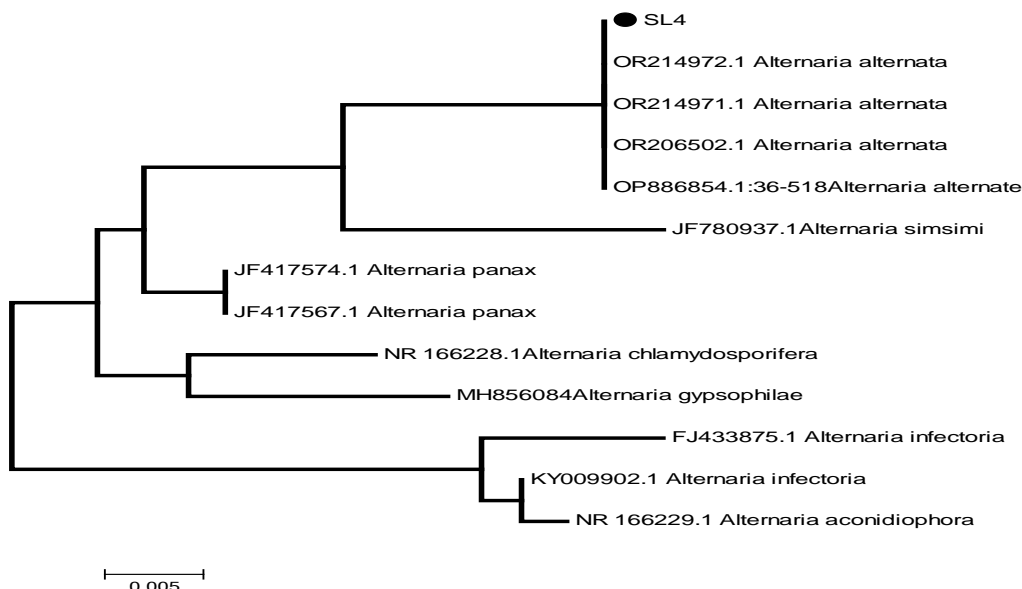 SL4
OR214972.1 Alternaria alternata
OR214971.1 Alternaria alternata
OR206502.1 Alternaria alternata
OP886854.1:36-518Alternaria alternate
JF780937.1Alternaria simsimi
JF417574.1 Alternaria panax
JF417567.1 Alternaria panax
NR 166228.1Alternaria chlamydosporifera
MH856084Alternaria gypsophilae
FJ433875.1 Alternaria infectoria
KY009902.1 Alternaria infectoria
NR 166229.1 Alternaria aconidiophora
0.005